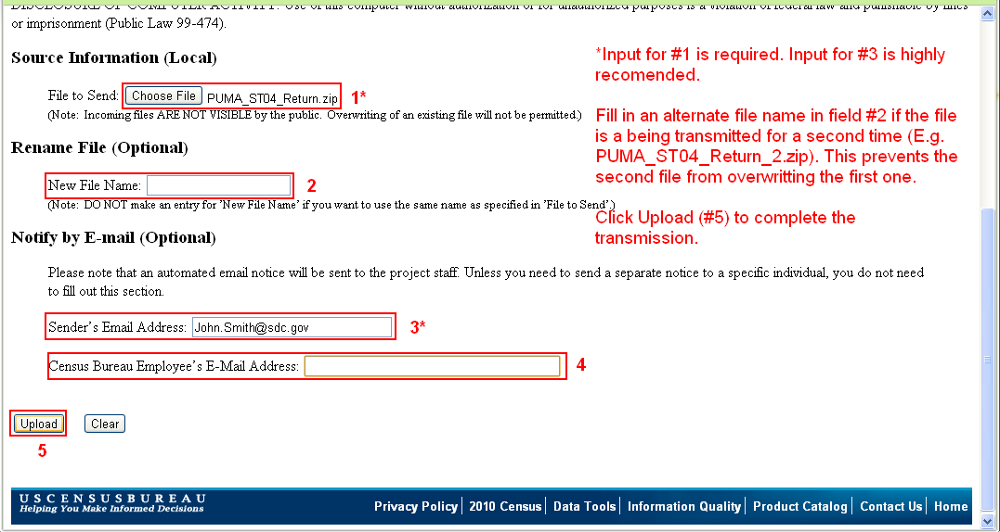 DISCLOSURE OF COMPUTER ACTIVITY. Use of this computer without authorization or for unauthorized purposes is a violation of federal law and punishable by fines
or imprisonment (Public Law 99-474).
Source Information (Local)
File to Send: Choose File PUMA_ST04_Return.zip 1*
(Note: Incoming files ARE NOT VISIBLE by the public. Overwriting of an existing file will not be permitted.)
Rename File (Optional)
New File Name: 2
(Note: DO NOT make an entry for 'New File Name' if you want to use the same name as specified in 'File to Send'.)
Notify by E-mail (Optional)
*Input for #1 is required. Input for #3 is highly
recomended.
Fill in an alternate file name in field #2 if the file
is a being transmitted for a second time (E.g.
PUMA_ST04_Return_2.zip). This prevents the
second file from overwritting the first one.
Click Upload (#5) to complete the
transmission.
Please note that an automated email notice will be sent to the project staff. Unless you need to send a separate notice to a specific individual, you do not need
to fill out this section.
Sender's Email Address: John.Smith@sdc.gov 3*
Census Bureau Employee's E-Mail Address: 4
Upload Clear
5
USCENSUSBUREAU
Helping You Make Informed Decisions
Privacy Policy | 2010 Census | Data Tools | Information Quality | Product Catalog | Contact Us | Home